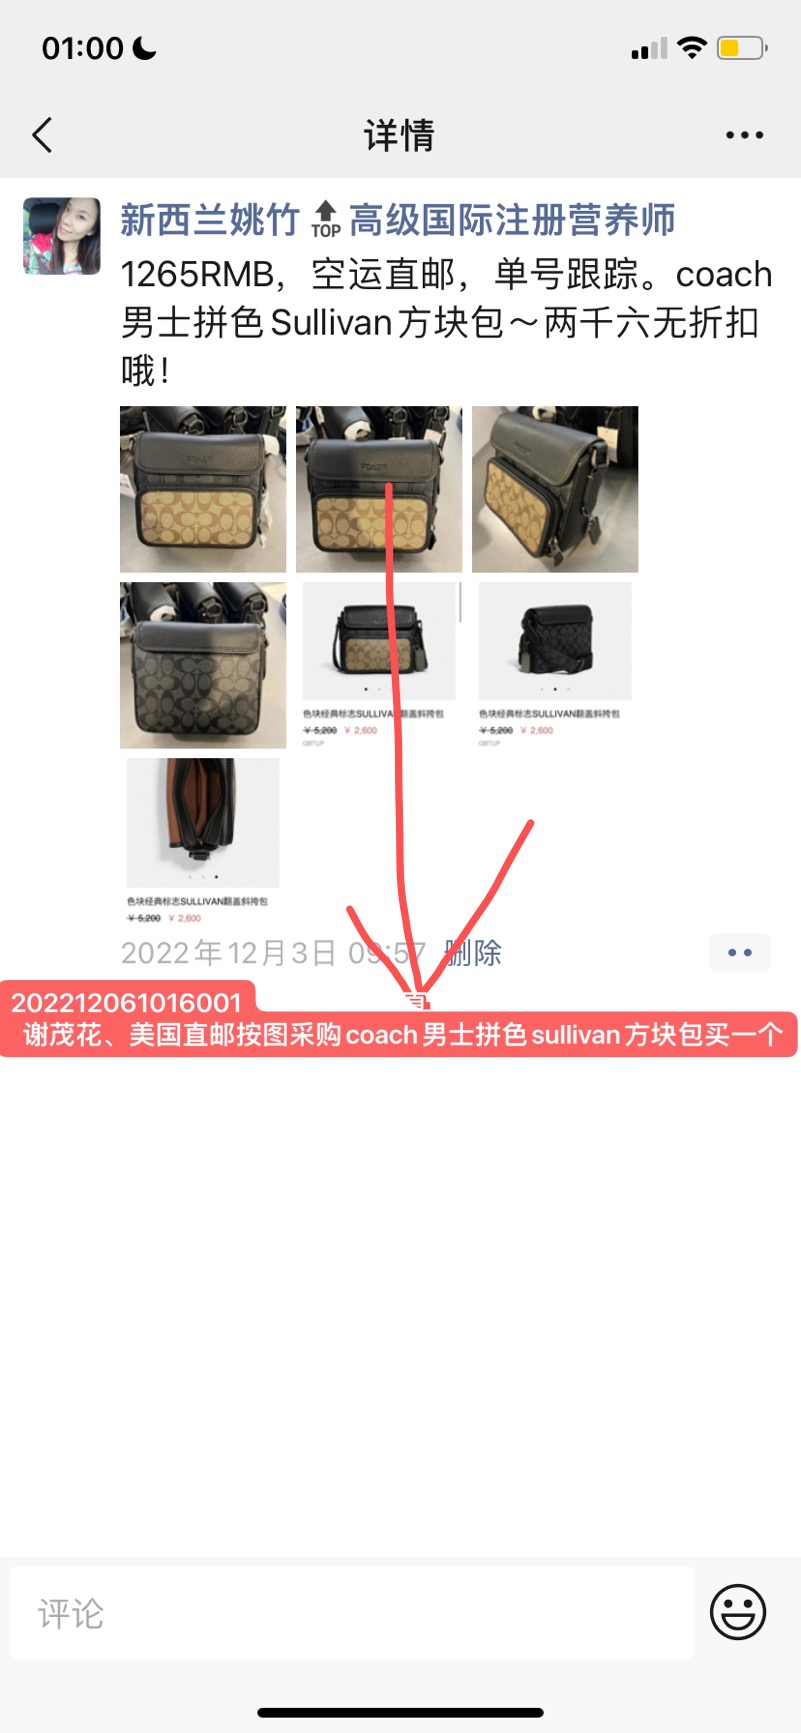 01:00
详情
新西兰姚竹 TOP 高级国际注册营养师
1265RMB，空运直邮，单号跟踪。coach
男士拼色Sullivan方块包～两千六无折扣
哦！
COACH
COACH
色块经典标志SULLIVAN翻盖斜挎包
￥5,200 ￥2,600
色块经典标志SULLIVAN翻盖斜挎包
￥5,200 ￥2,600
色块经典标志SULLIVAN翻盖斜挎包
￥5,200 ￥2,600
2022年12月3日 09:57 删除
202212061016001
谢茂花、美国直邮按图采购coach男士拼色sullivan方块包买一个
评论